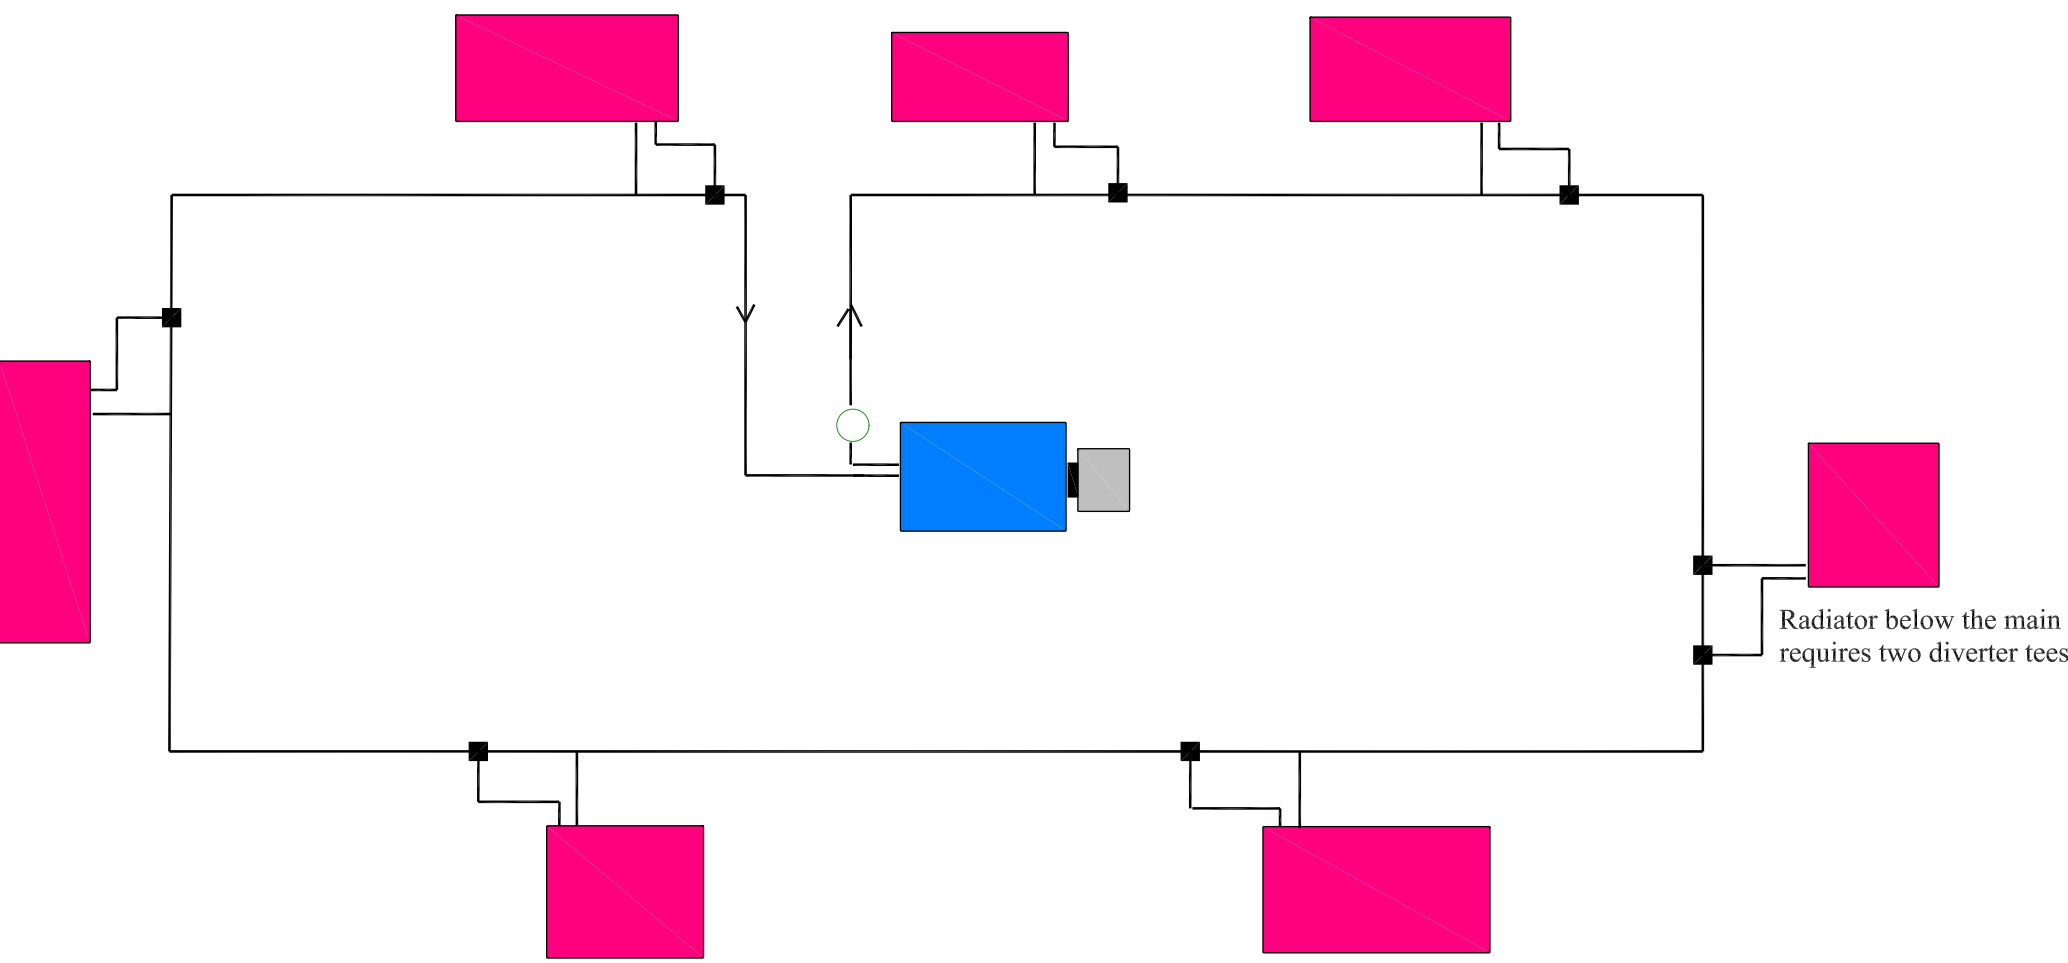 Radiator below the main
requires two diverter tees